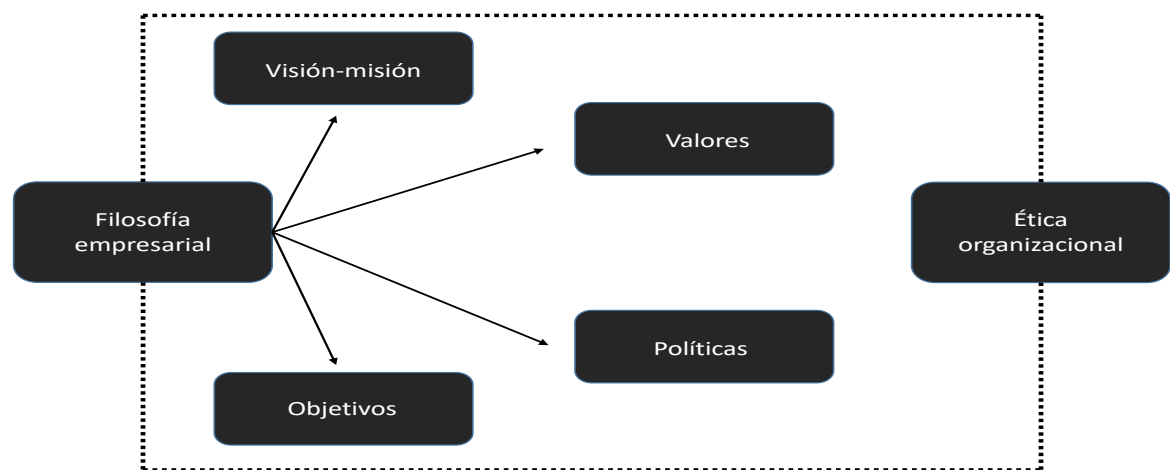 Visión-misión
Valores
Filosofía
empresarial
Ética
organizacional
Políticas
Objetivos